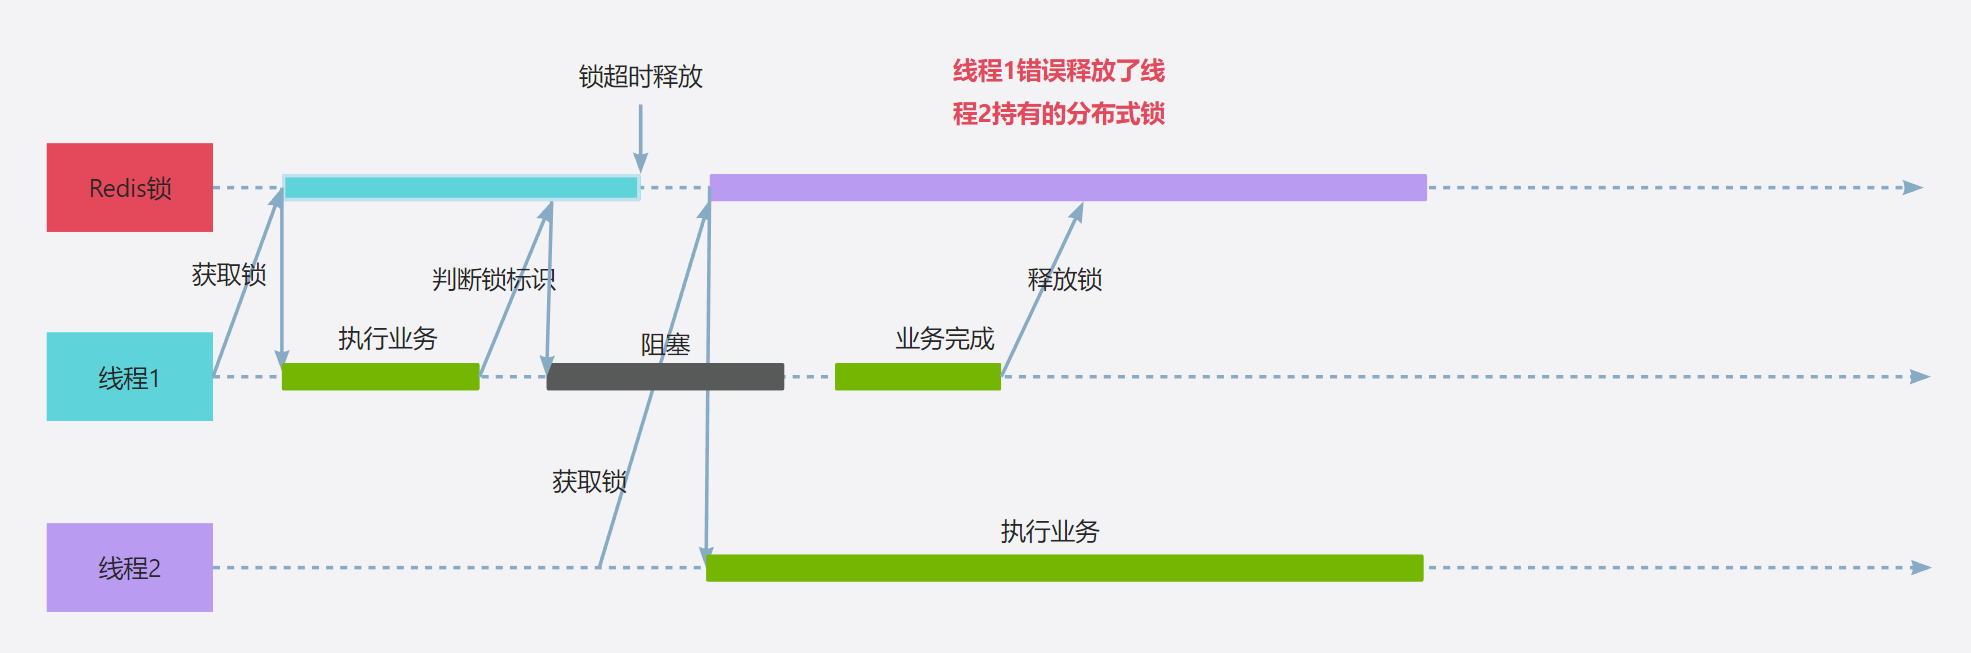 锁超时释放
线程1错误释放了线
程2持有的分布式锁
Redis锁
获取锁
判断锁标识
释放锁
执行业务
阻塞
业务完成
线程1
获取锁
执行业务
线程2